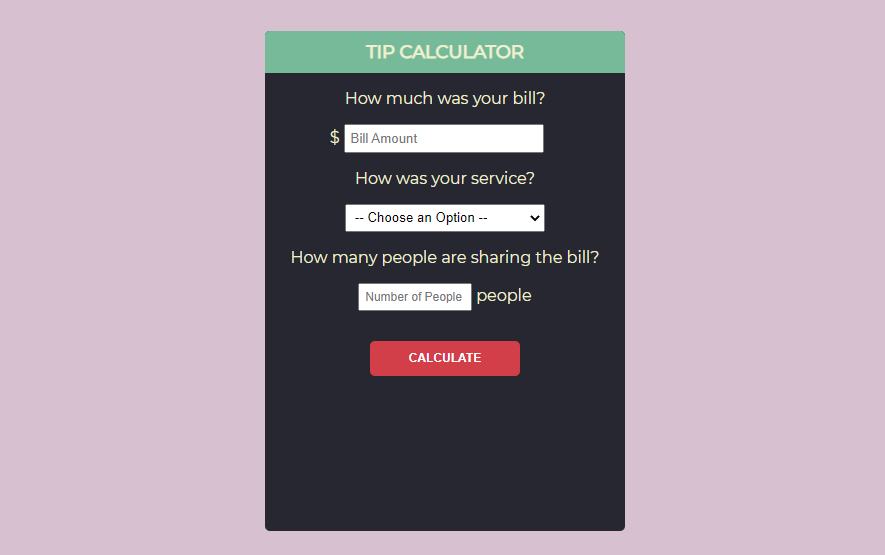 TIP CALCULATOR
How much was your bill?
$ Bill Amount
How was your service?
-- Choose an Option --
How many people are sharing the bill?
Number of People people
CALCULATE